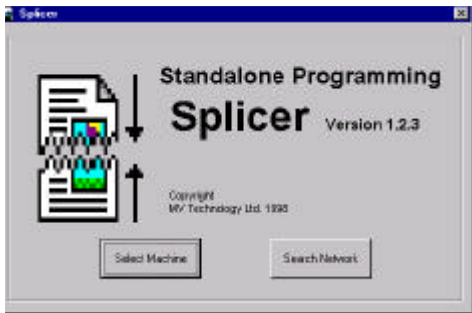 Splicer
Standalone Programming
Splicer Version 1.2.3
Copyright
MV Technology Ltd. 1998
Select Machine
Search Network